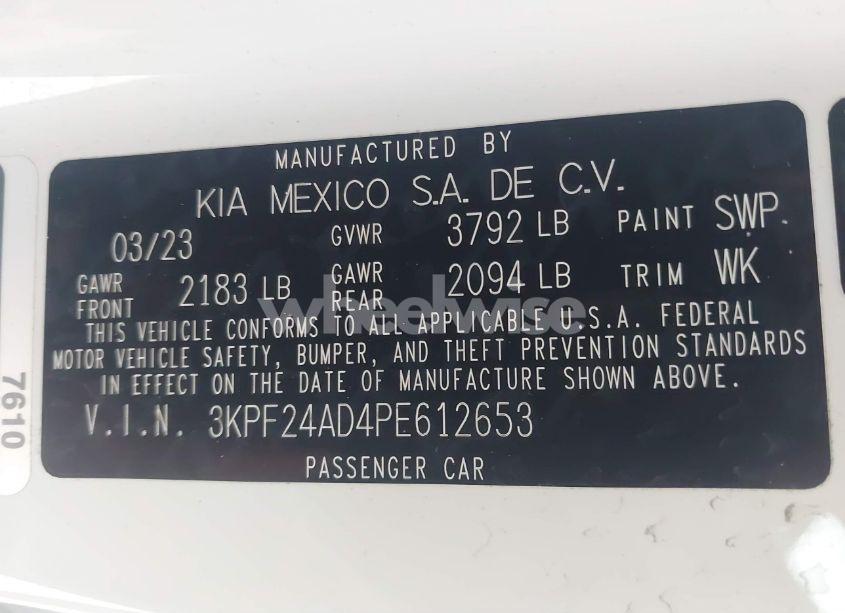 MANUFACTURED BY
KIA MEXICO S.A. DE C.V.
03/23 GVWR 3792 LB PAINT SWP.
GAWR FRONT 2183 LB GAWR REAR 2094 LB TRIM WK
wheelwise
THIS VEHICLE CONFORMS TO ALL APPLICABLE U.S.A. FEDERAL
MOTOR VEHICLE SAFETY, BUMPER, AND THEFT PREVENTION STANDARDS
IN EFFECT ON THE DATE OF MANUFACTURE SHOWN ABOVE.
V.I.N. 3KPF24AD4PE612653
PASSENGER CAR
7610